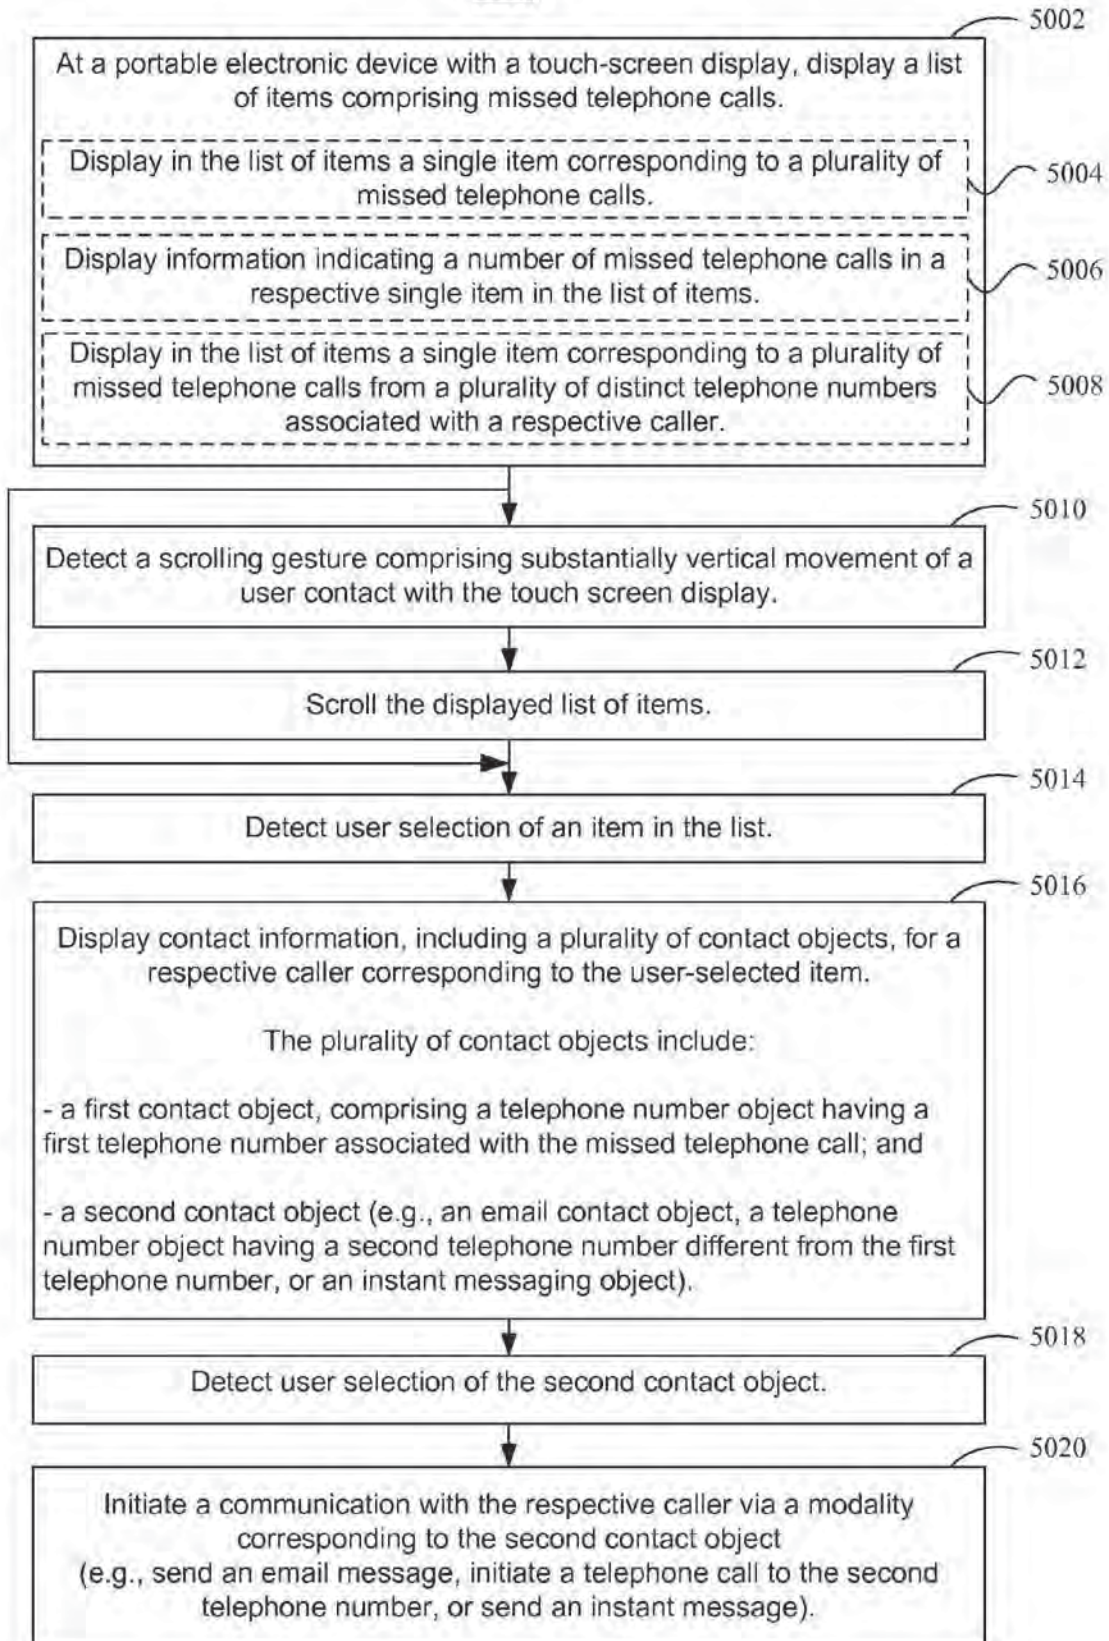 5002
At a portable electronic device with a touch-screen display, display a list
of items comprising missed telephone calls.
Display in the list of items a single item corresponding to a plurality of
missed telephone calls.
5004
Display information indicating a number of missed telephone calls in a
respective single item in the list of items.
5006
Display in the list of items a single item corresponding to a plurality of
missed telephone calls from a plurality of distinct telephone numbers
associated with a respective caller.
5008
5010
Detect a scrolling gesture comprising substantially vertical movement of a
user contact with the touch screen display.
5012
Scroll the displayed list of items.
5014
Detect user selection of an item in the list.
5016
Display contact information, including a plurality of contact objects, for a
respective caller corresponding to the user-selected item.
The plurality of contact objects include:
- a first contact object, comprising a telephone number object having a
first telephone number associated with the missed telephone call; and
- a second contact object (e.g., an email contact object, a telephone
number object having a second telephone number different from the first
telephone number, or an instant messaging object).
5018
Detect user selection of the second contact object.
5020
Initiate a communication with the respective caller via a modality
corresponding to the second contact object
(e.g., send an email message, initiate a telephone call to the second
telephone number, or send an instant message).